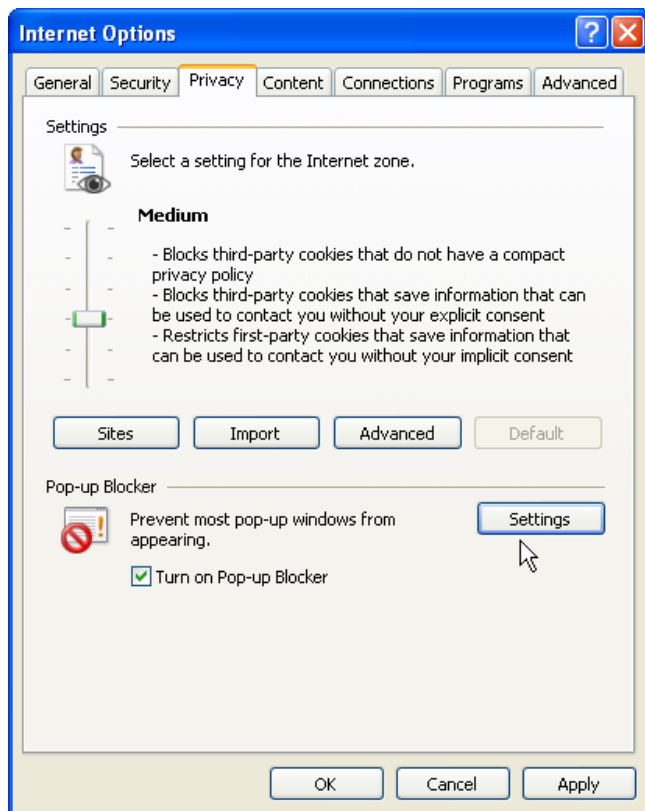 Internet Options
General Security Privacy Content Connections Programs Advanced
Settings
Select a setting for the Internet zone.
Medium
- Blocks third-party cookies that do not have a compact
privacy policy
- Blocks third-party cookies that save information that can
be used to contact you without your explicit consent
- Restricts first-party cookies that save information that
can be used to contact you without your implicit consent
Sites Import Advanced Default
Pop-up Blocker
Prevent most pop-up windows from Settings
appearing.
Turn on Pop-up Blocker
OK Cancel Apply